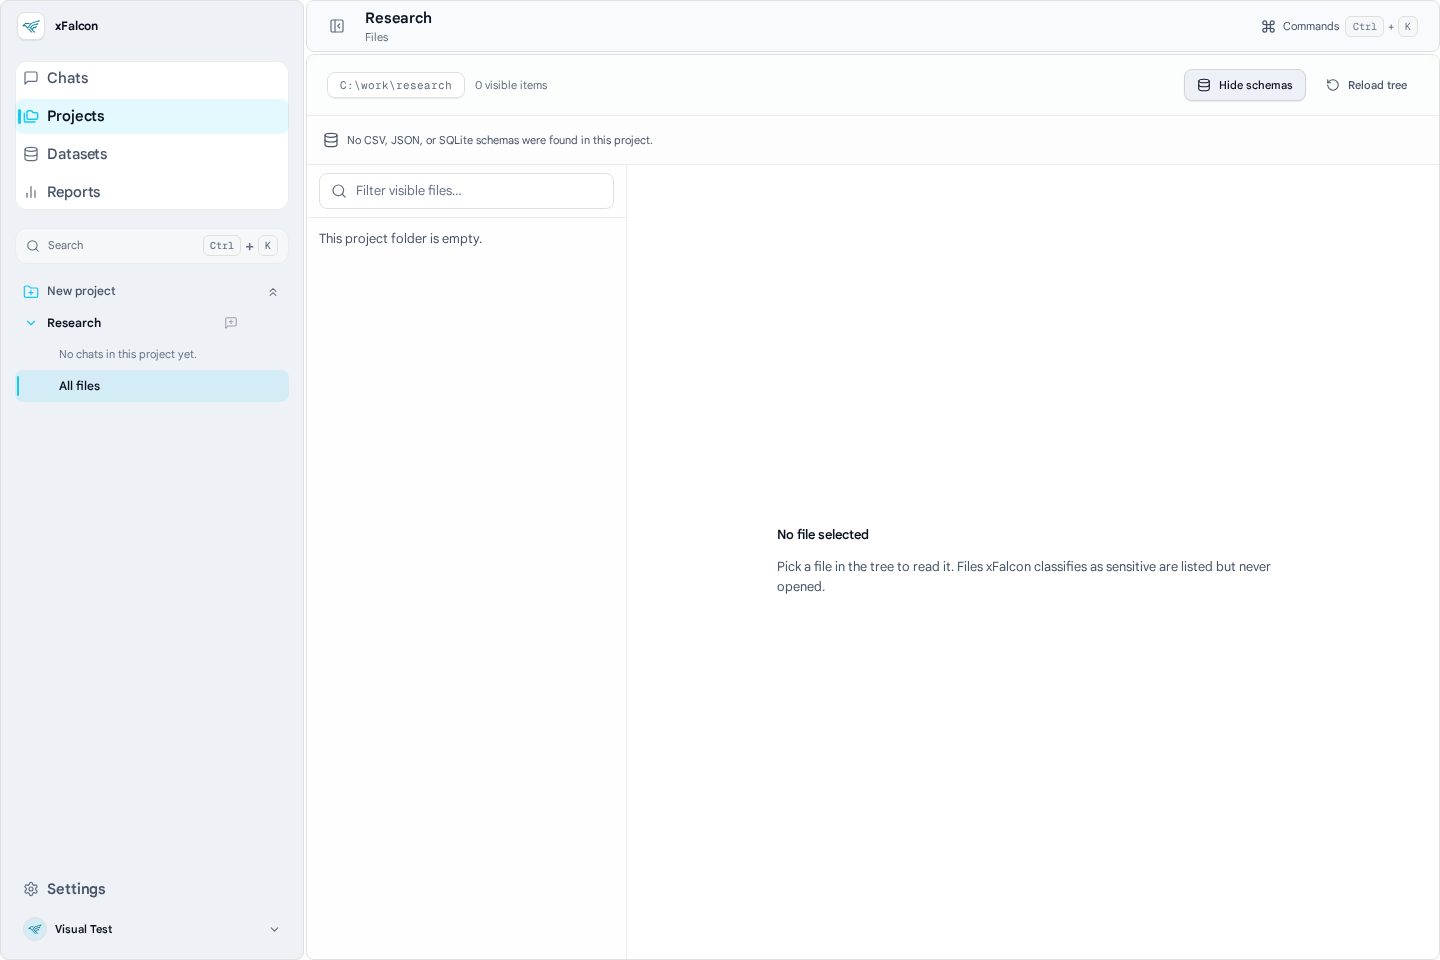 xFalcon
Chats
Projects
Datasets
Reports
Search Ctrl + K
New project
Research
No chats in this project yet.
All files
Settings
Visual Test
Research
Files
Commands Ctrl + K
C:\work\research 0 visible items
Hide schemas Reload tree
No CSV, JSON, or SQLite schemas were found in this project.
Filter visible files...
This project folder is empty.
No file selected
Pick a file in the tree to read it. Files xFalcon classifies as sensitive are listed but never
opened.